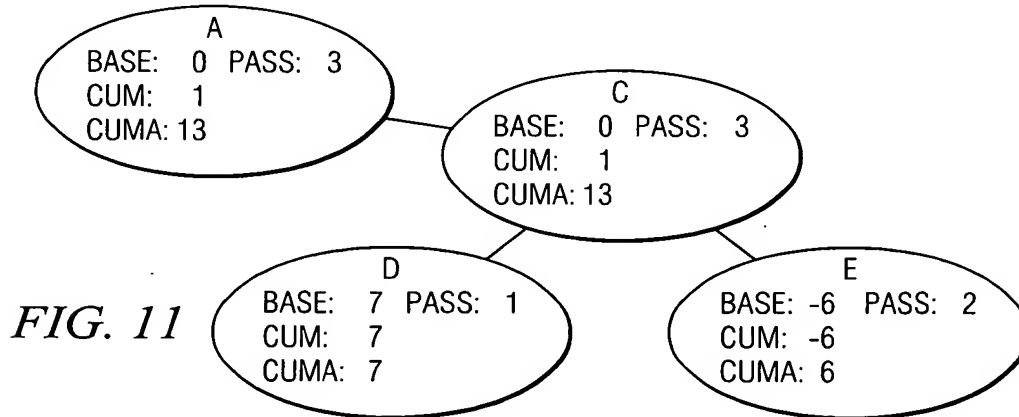 A
BASE: 0 PASS: 3
CUM: 1
CUMA: 13
C
BASE: 0 PASS: 3
CUM: 1
CUMA: 13
D
BASE: 7 PASS: 1
CUM: 7
CUMA: 7
E
BASE: -6 PASS: 2
CUM: -6
CUMA: 6
FIG. 11